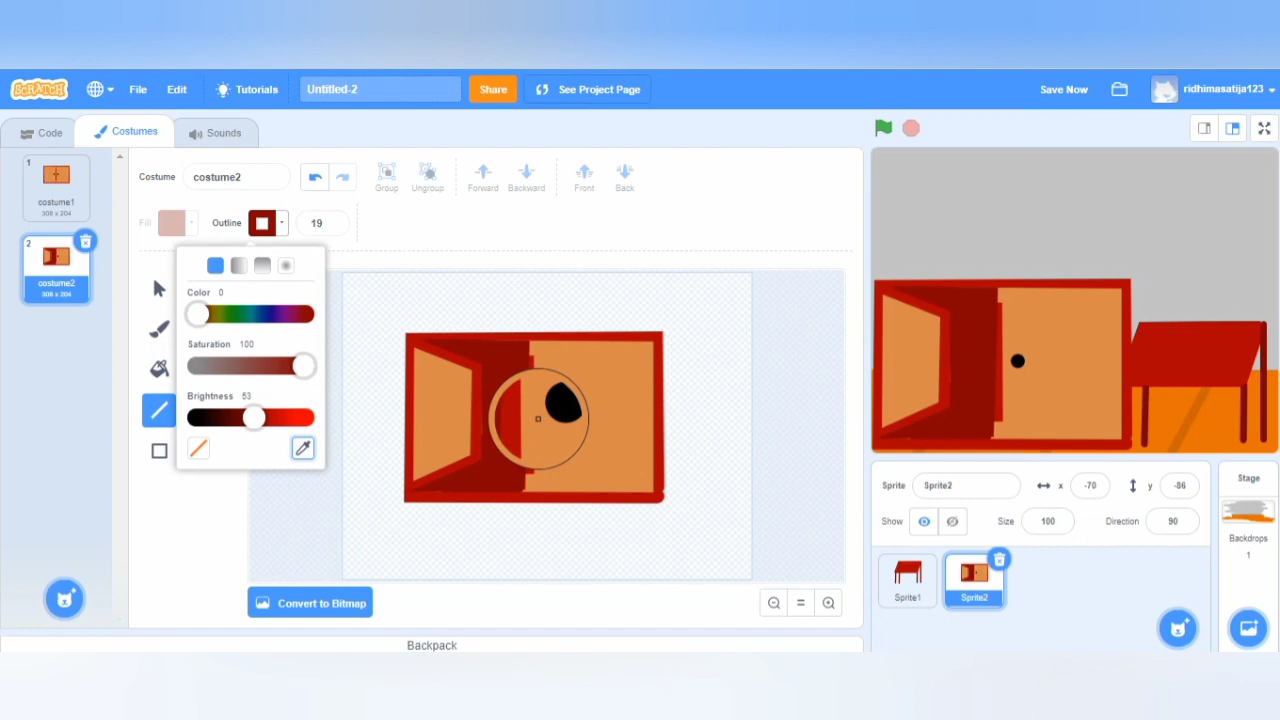 SCRATCH File Edit Tutorials Untitled-2 Share See Project Page Save Now ridhimasatija123
Code Costumes Sounds
1
costume1
308 x 204
2
costume2
308 x 204
Costume costume2 Group Ungroup Forward Backward Front Back
Fill Outline 19
Color 0
Saturation 100
Brightness 53
Convert to Bitmap
Backpack
Sprite Sprite2 x -70 y -86
Show Size 100 Direction 90
Sprite1
Sprite2
Stage
Backdrops
1